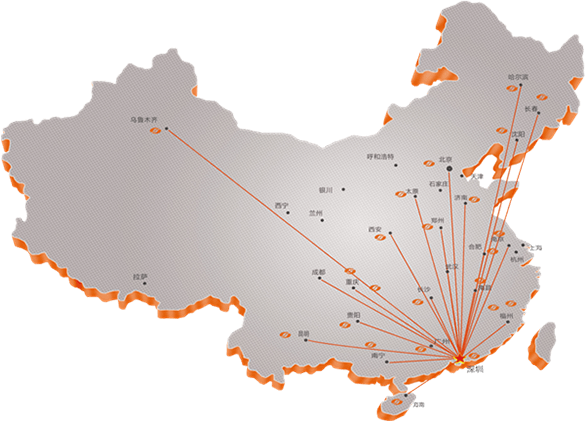 哈尔滨
长春
乌鲁木齐
沈阳
呼和浩特
北京
天津
银川
石家庄
太原
济南
西宁
兰州
西安
郑州
南京
上海
合肥
杭州
成都
武汉
拉萨
重庆
长沙
南昌
贵阳
福州
昆明
广州
南宁
深圳